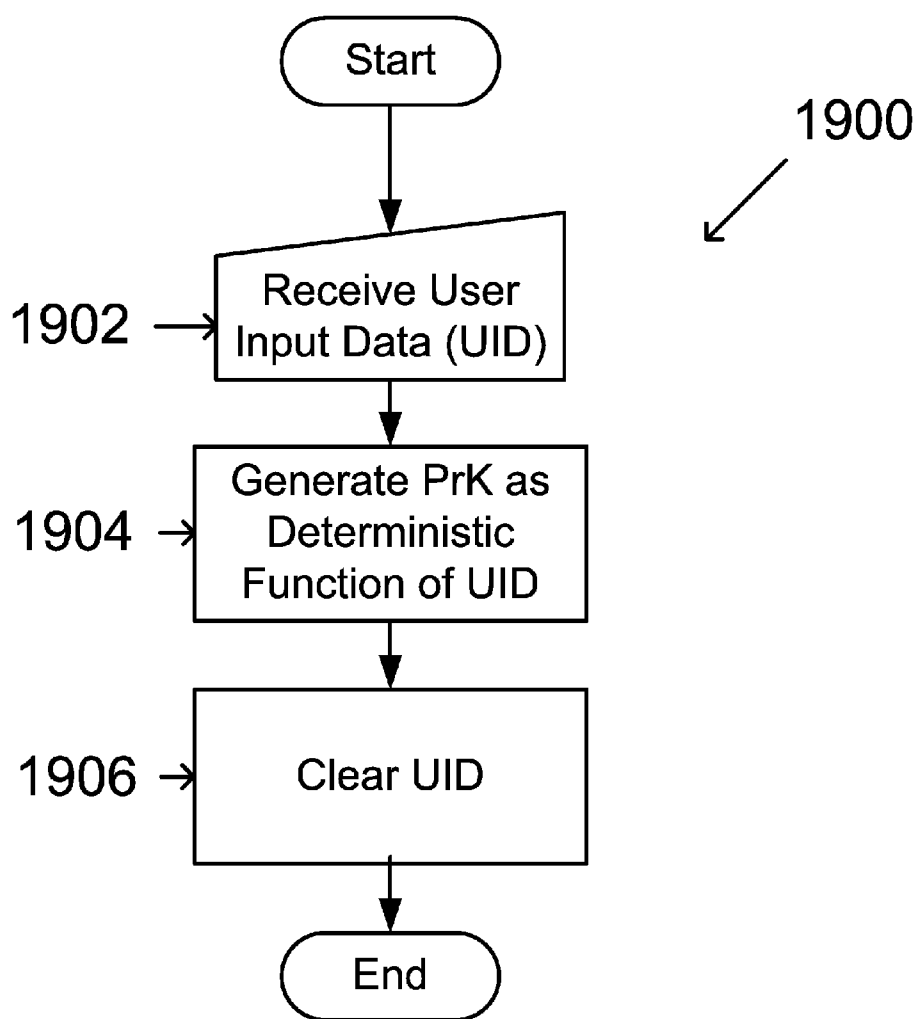 Start
1900
1902
Receive User
Input Data (UID)
1904
Generate PrK as
Deterministic
Function of UID
1906
Clear UID
End